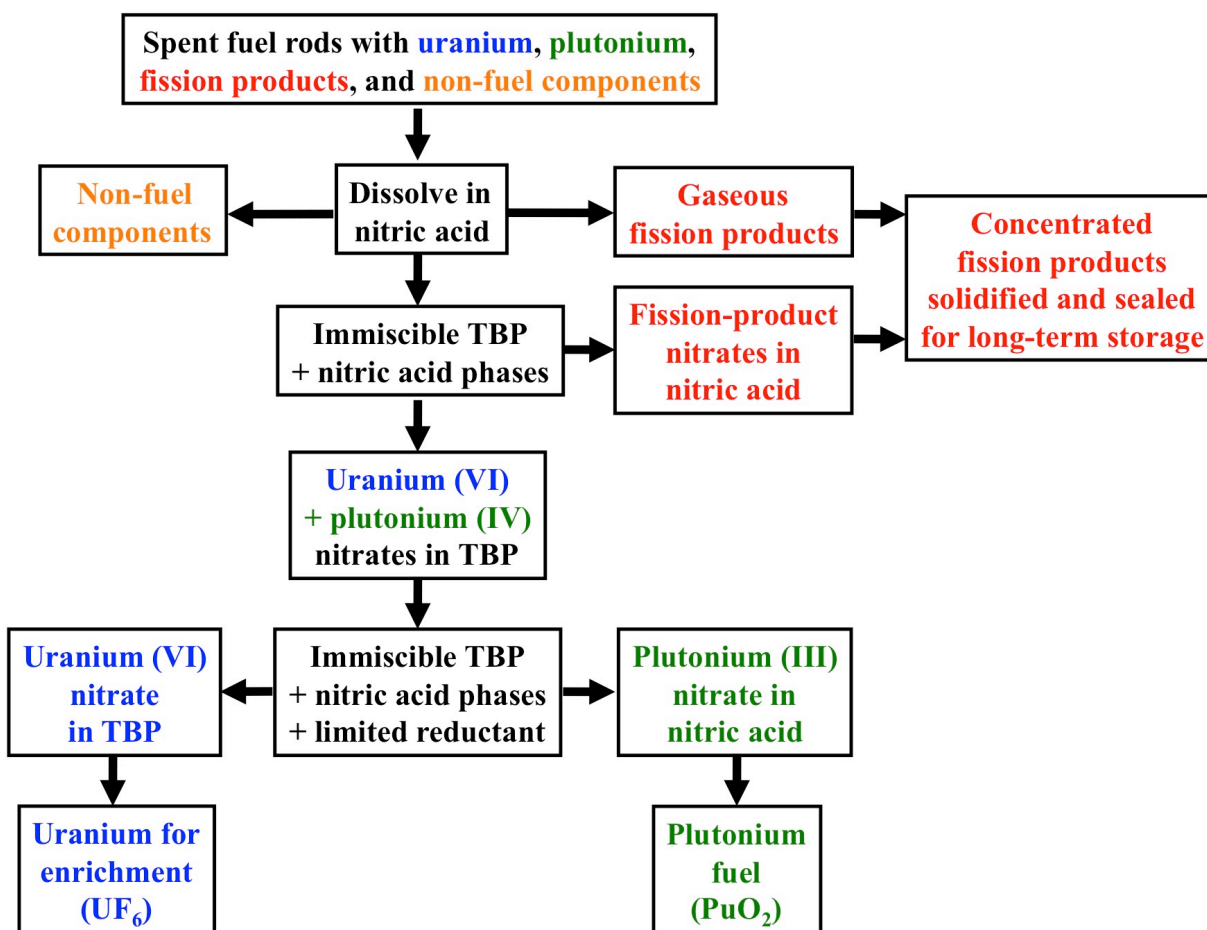 Spent fuel rods with uranium, plutonium,
fission products, and non-fuel components
Non-fuel
components
Dissolve in
nitric acid
Gaseous
fission products
Concentrated
fission products
solidified and sealed
for long-term storage
Immiscible TBP
+ nitric acid phases
Fission-product
nitrates in
nitric acid
Uranium (VI)
+ plutonium (IV)
nitrates in TBP
Uranium (VI)
nitrate
in TBP
Immiscible TBP
+ nitric acid phases
+ limited reductant
Plutonium (III)
nitrate in
nitric acid
Uranium for
enrichment
(UF₆)
Plutonium
fuel
(PuO₂)